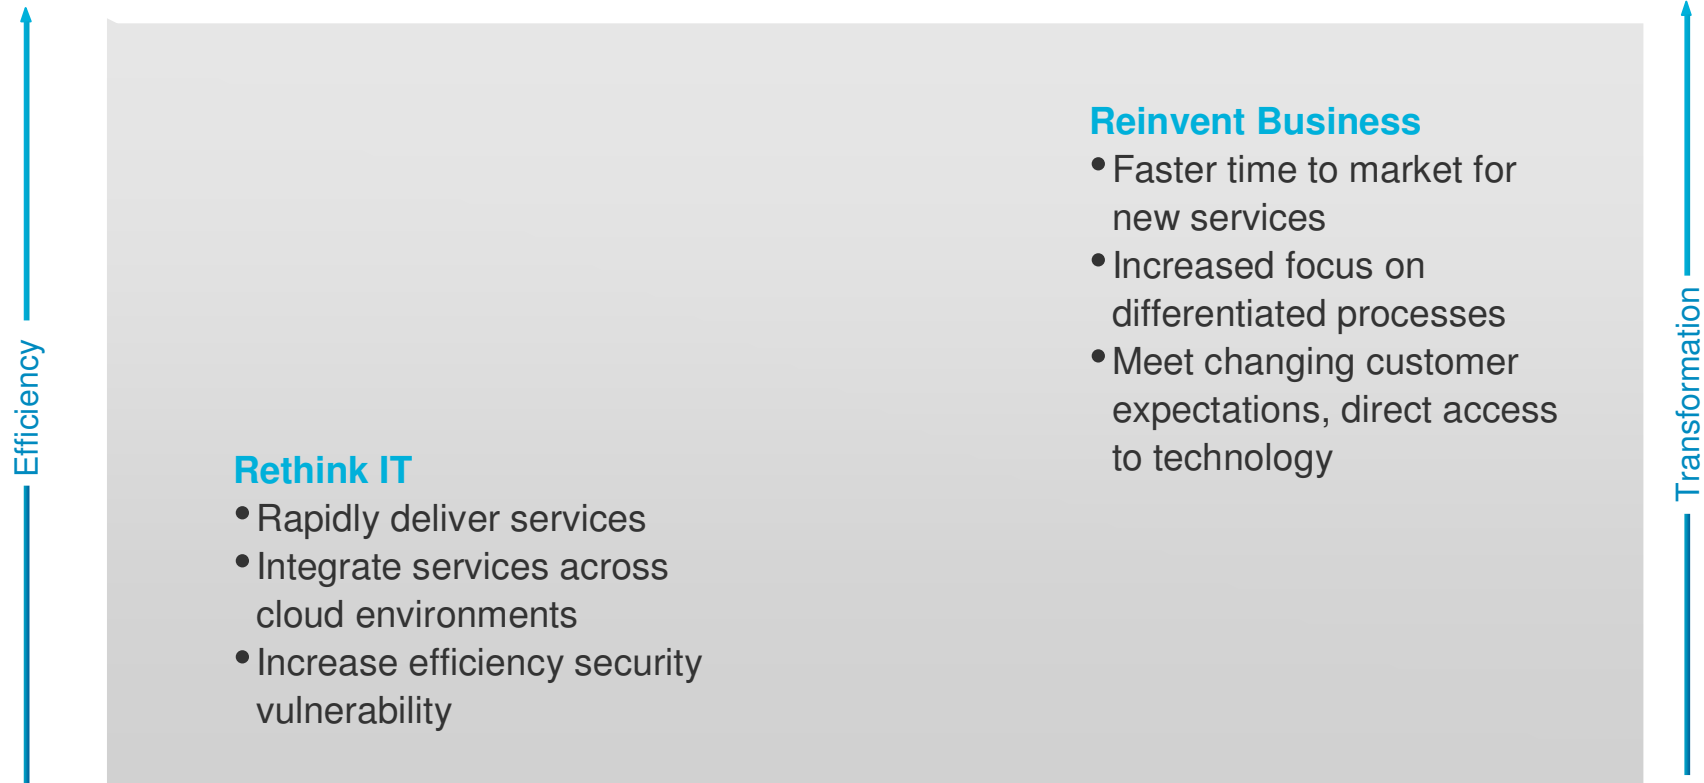 Efficiency
Rethink IT
•Rapidly deliver services
•Integrate services across
cloud environments
•Increase efficiency security
vulnerability
Reinvent Business
•Faster time to market for
new services
•Increased focus on
differentiated processes
•Meet changing customer
expectations, direct access
to technology
Transformation